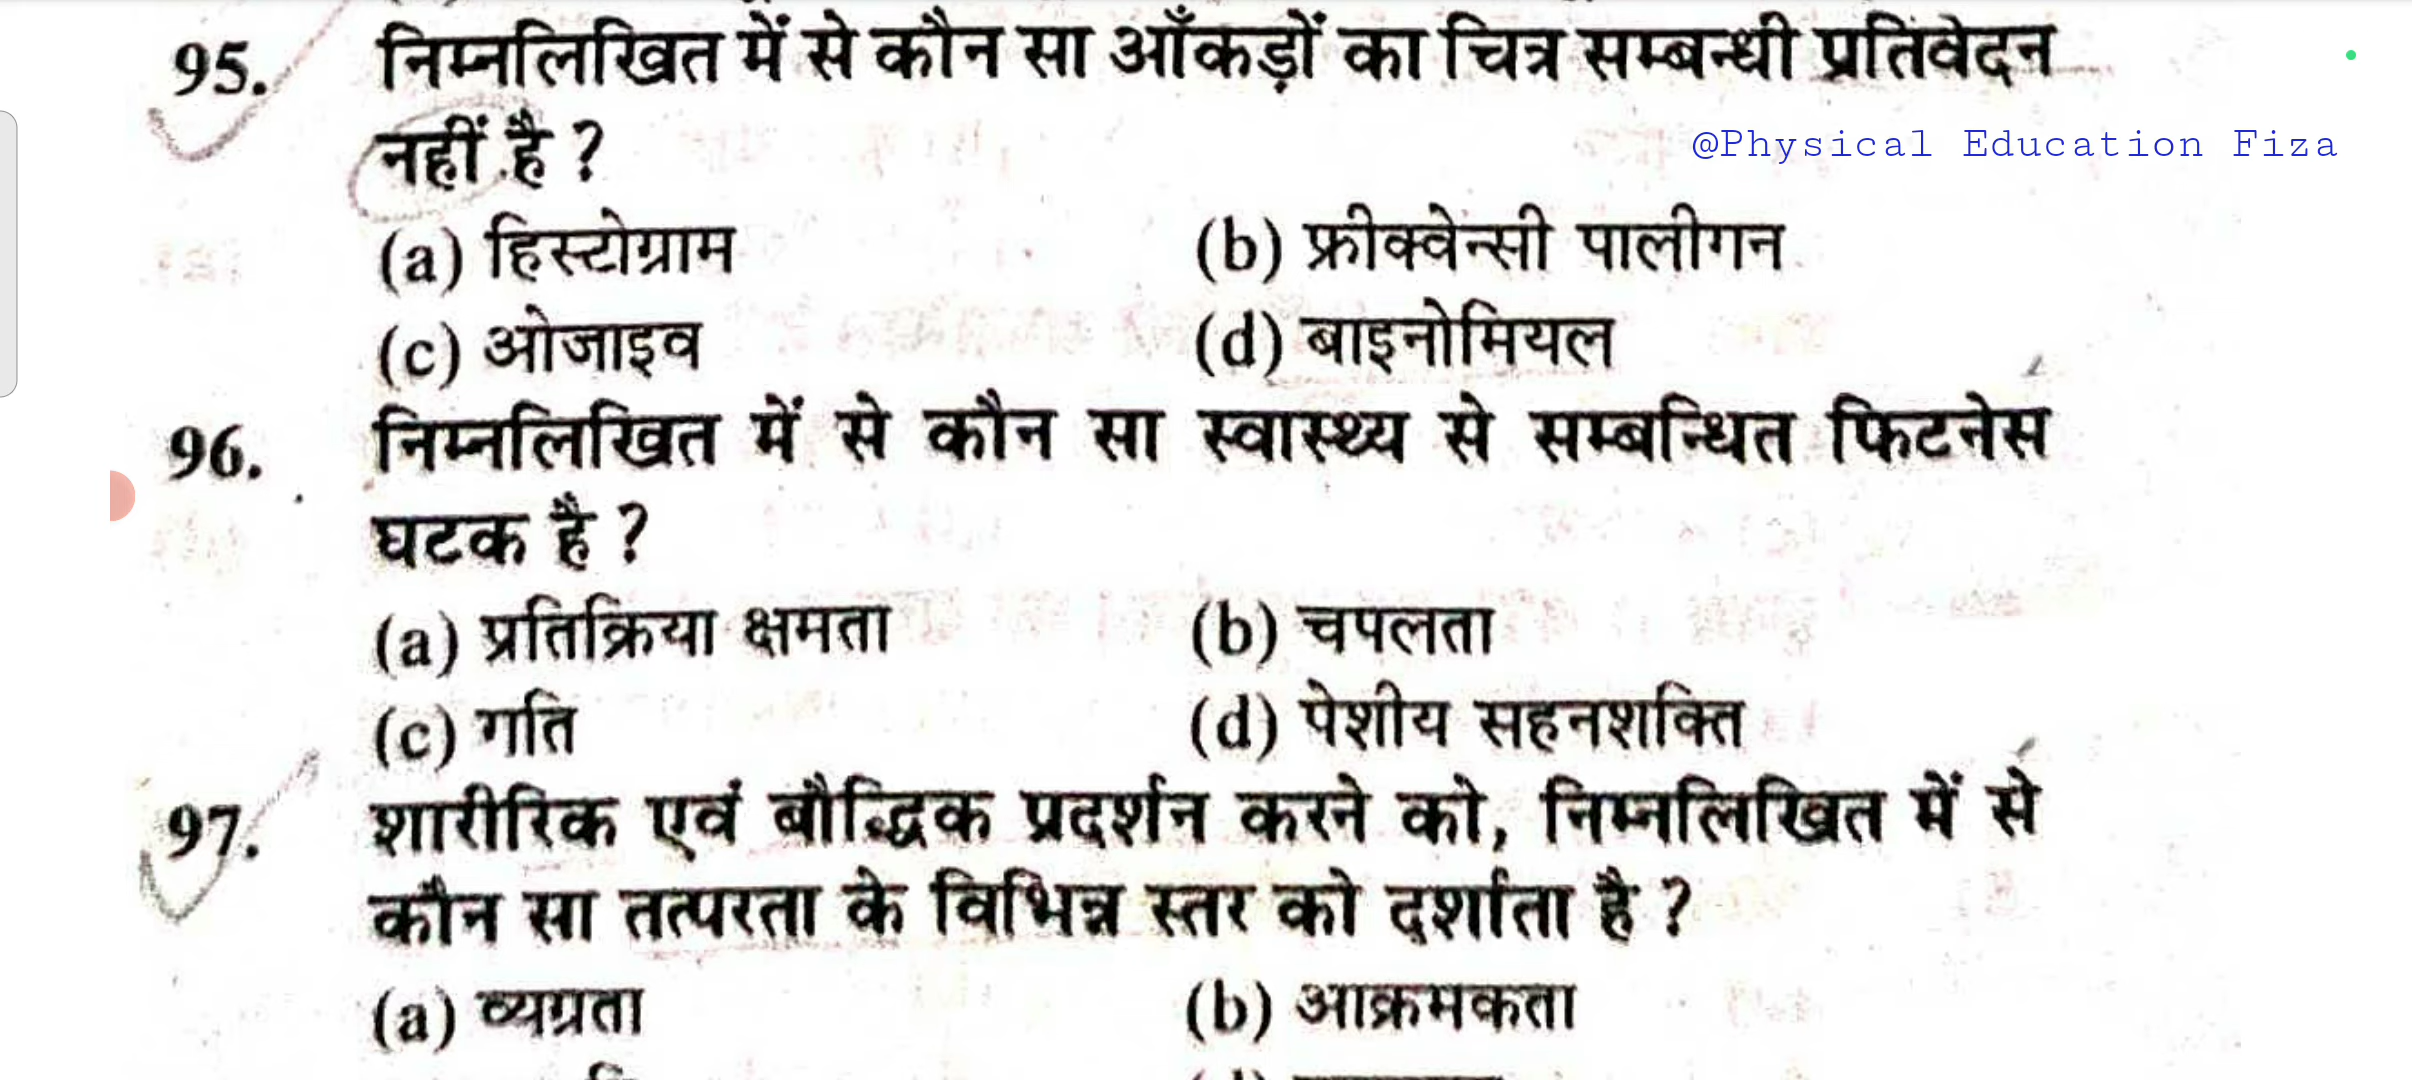 95. निम्नलिखित में से कौन सा आँकड़ों का चित्र सम्बन्धी प्रतिवेदन
नहीं है ?
@Physical Education Fiza
(a) हिस्टोग्राम (b) फ्रीक्वेन्सी पालीगन
(c) ओजाइव (d) बाइनोमियल
96. निम्नलिखित में से कौन सा स्वास्थ्य से सम्बन्धित फिटनेस
घटक है ?
(a) प्रतिक्रिया क्षमता (b) चपलता
(c) गति (d) पेशीय सहनशक्ति
97. शारीरिक एवं बौद्धिक प्रदर्शन करने को, निम्नलिखित में से
कौन सा तत्परता के विभिन्न स्तर को दर्शाता है ?
(a) व्यग्रता (b) आक्रमकता